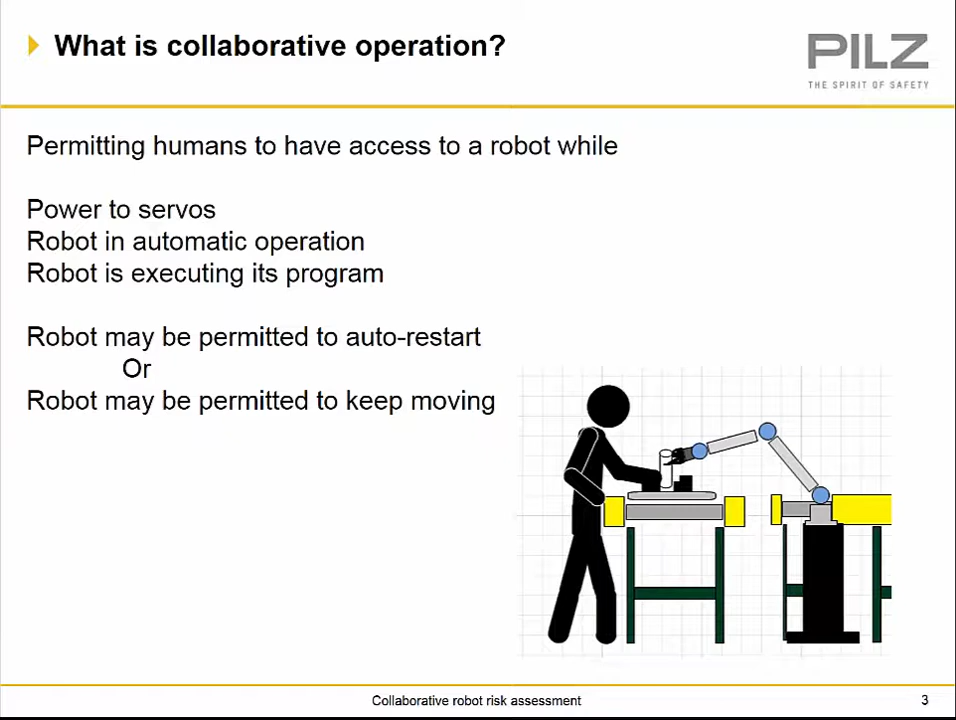 What is collaborative operation?
PILZ
THE SPIRIT OF SAFETY
Permitting humans to have access to a robot while
Power to servos
Robot in automatic operation
Robot is executing its program
Robot may be permitted to auto-restart
Or
Robot may be permitted to keep moving
Collaborative robot risk assessment
3